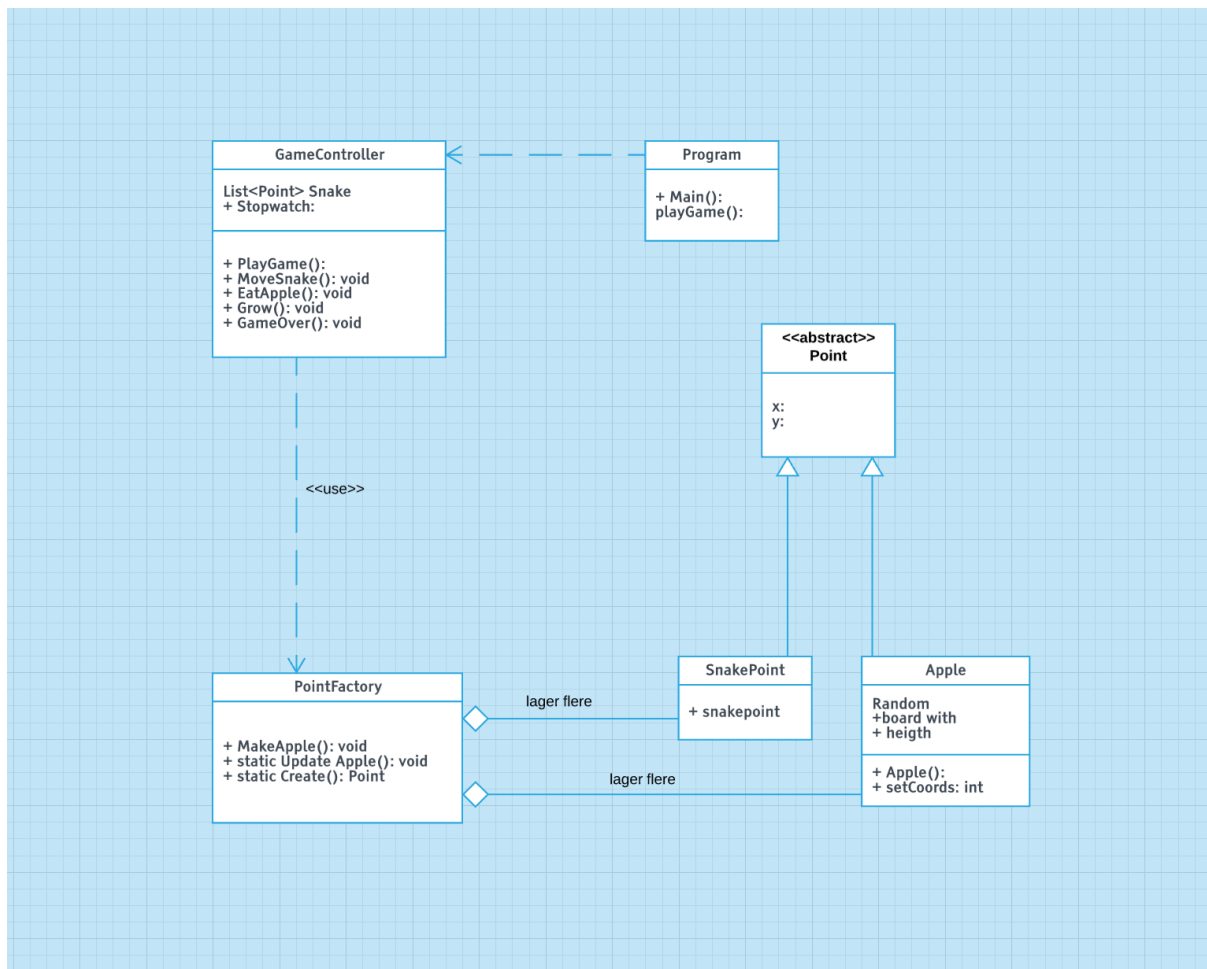 GameController
List<Point> Snake
+ Stopwatch:
+ PlayGame():
+ MoveSnake(): void
+ EatApple(): void
+ Grow(): void
+ GameOver(): void
Program
+ Main():
playGame():
<<abstract>>
Point
x:
y:
<<use>>
PointFactory
+ MakeApple(): void
+ static Update Apple(): void
+ static Create(): Point
lager flere
lager flere
SnakePoint
+ snakepoint
Apple
Random
+board with
+ heigth
+ Apple():
+ setCoords: int